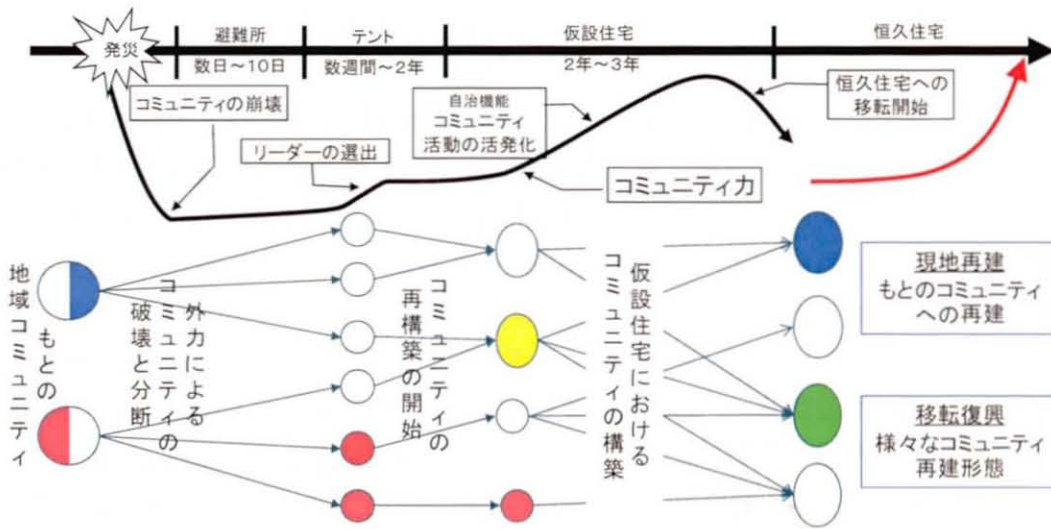 発災
避難所
数日～10日
テント
数週間～2年
仮設住宅
2年～3年
恒久住宅
コミュニティの崩壊
リーダーの選出
自治機能
コミュニティ
活動の活発化
コミュニティ力
恒久住宅への
移転開始
もとの
地域コミュニティ
外力による
コミュニティの
破壊と分断
コミュニティの
再構築の開始
仮設住宅における
コミュニティの構築
現地再建
もとのコミュニティ
への再建
移転復興
様々なコミュニティ
再建形態